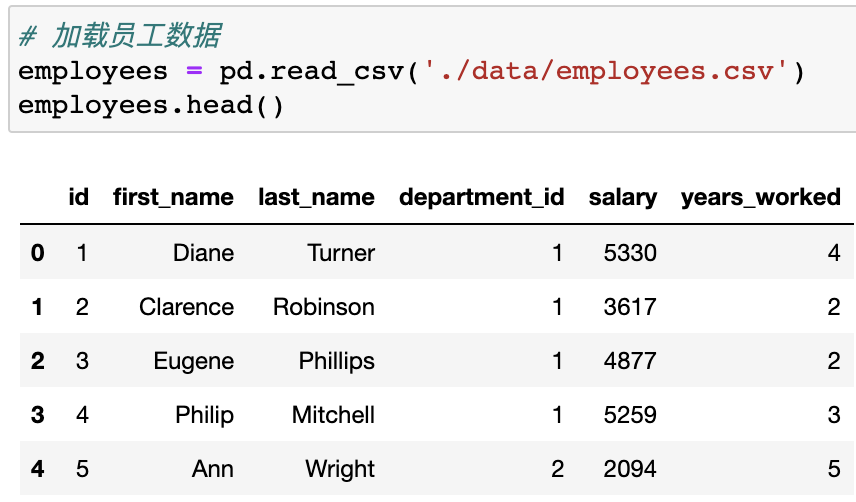 # 加载员工数据
employees = pd.read_csv('./data/employees.csv')
employees.head()
id first_name last_name department_id salary years_worked
0 1 Diane Turner 1 5330 4
1 2 Clarence Robinson 1 3617 2
2 3 Eugene Phillips 1 4877 2
3 4 Philip Mitchell 1 5259 3
4 5 Ann Wright 2 2094 5